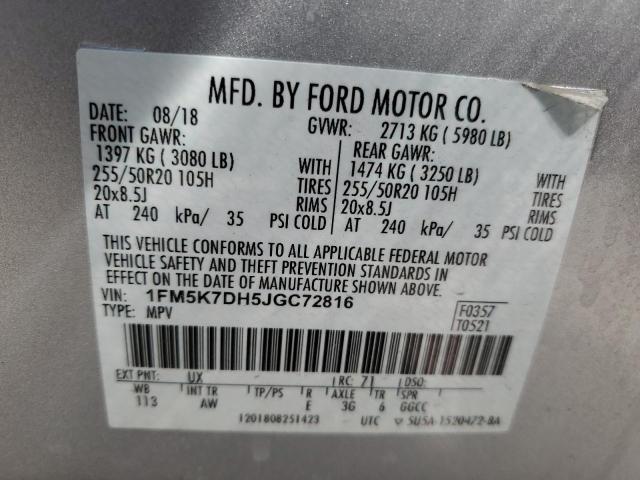 MFD. BY FORD MOTOR CO.
DATE: 08/18 GVWR: 2713 KG ( 5980 LB)
FRONT GAWR: REAR GAWR:
1397 KG ( 3080 LB) WITH 1474 KG ( 3250 LB) WITH
255/50R20 105H TIRES 255/50R20 105H TIRES
20x8.5J RIMS 20x8.5J RIMS
AT 240 kPa/ 35 PSI COLD AT 240 kPa/ 35 PSI COLD
THIS VEHICLE CONFORMS TO ALL APPLICABLE FEDERAL MOTOR
VEHICLE SAFETY AND THEFT PREVENTION STANDARDS IN
EFFECT ON THE DATE OF MANUFACTURE SHOWN ABOVE.
VIN: 1FM5K7DH5JGC72816 F0357
TYPE: MPV T0521
EXT PNT: UX RC: 71 DSO:
WB INT TR TP/PS R AXLE TR SPR
113 AW E 3G 6 GGCC
1201808251423 UTC ▽ SU5A-1520472-BA